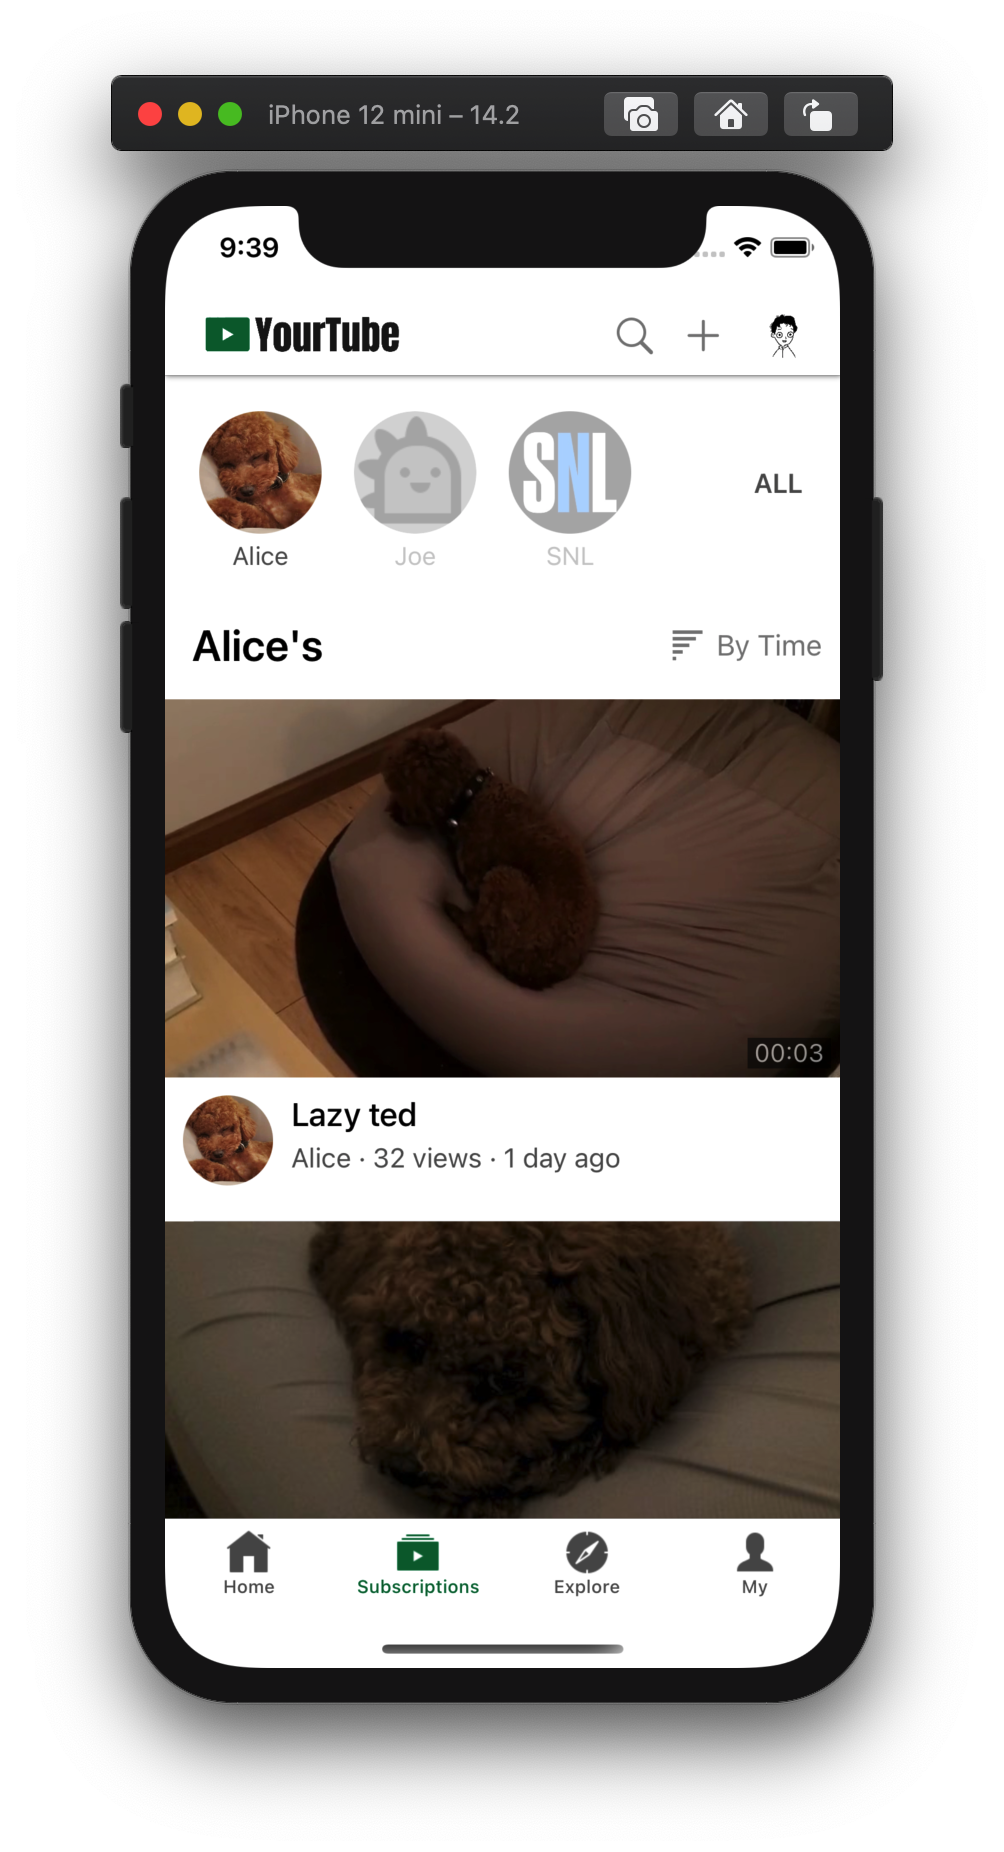 iPhone 12 mini – 14.2
9:39
YourTube
SNL
ALL
Alice Joe SNL
Alice's By Time
00:03
Lazy ted
Alice · 32 views · 1 day ago
Home Subscriptions Explore My